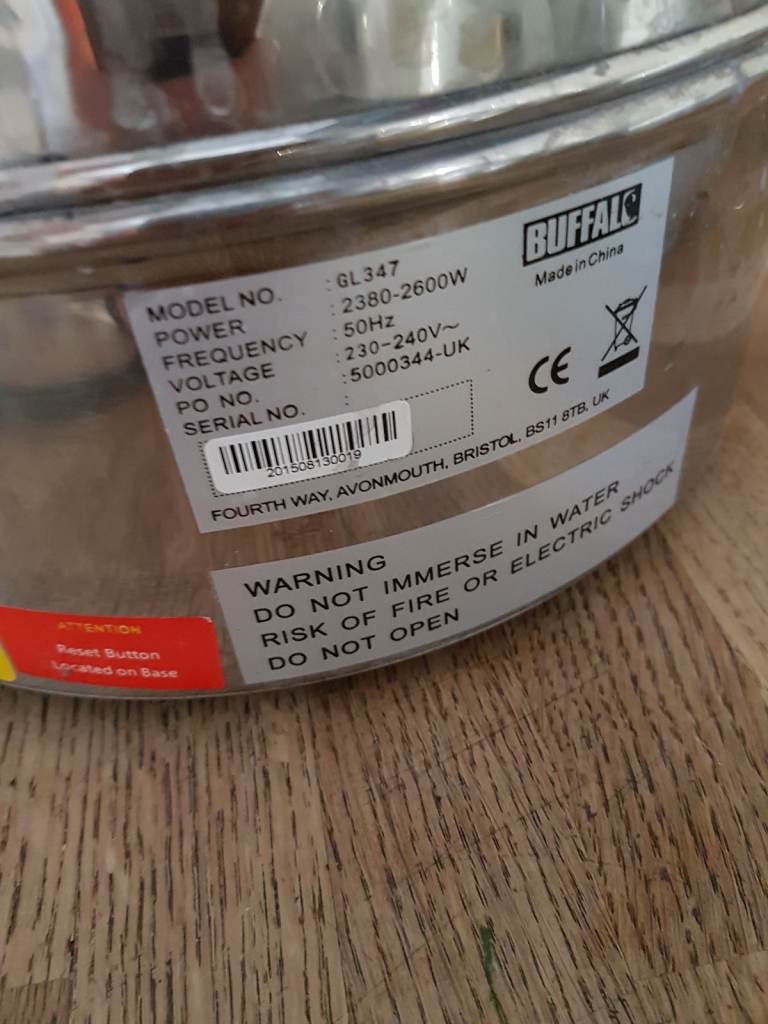 BUFFALO
Made in China
MODEL NO. : GL347
POWER : 2380-2600W
FREQUENCY : 50Hz
VOLTAGE : 230-240V~
PO NO. : 5000344-UK
SERIAL NO. :
201508130019
CE
FOURTH WAY, AVONMOUTH, BRISTOL, BS11 8TB, UK
WARNING
DO NOT IMMERSE IN WATER
RISK OF FIRE OR ELECTRIC SHOCK
DO NOT OPEN
ATTENTION
Reset Button
Located on Base